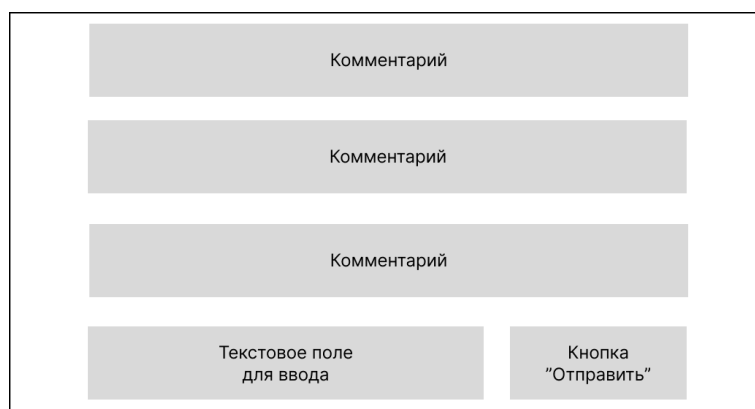 Комментарий
Комментарий
Комментарий
Текстовое поле
для ввода
Кнопка
”Отправить”